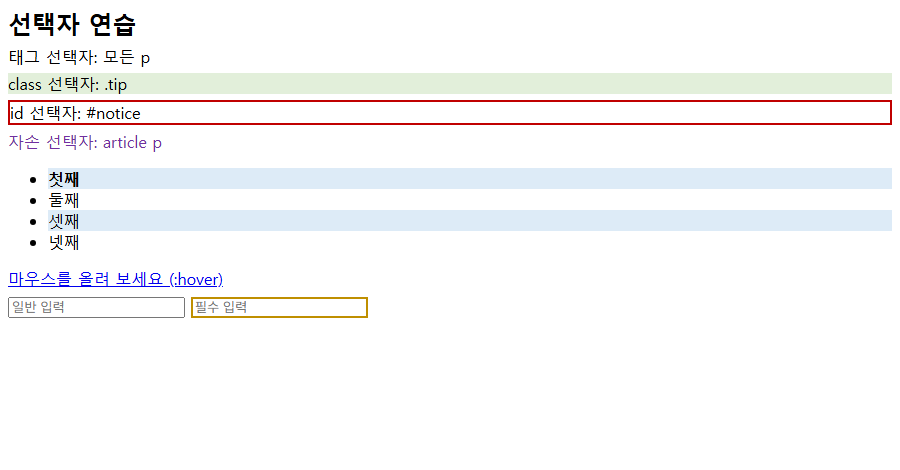 선택자 연습
태그 선택자: 모든 p
class 선택자: .tip
id 선택자: #notice
자손 선택자: article p
첫째
둘째
셋째
넷째
마우스를 올려 보세요 (:hover)
일반 입력 필수 입력